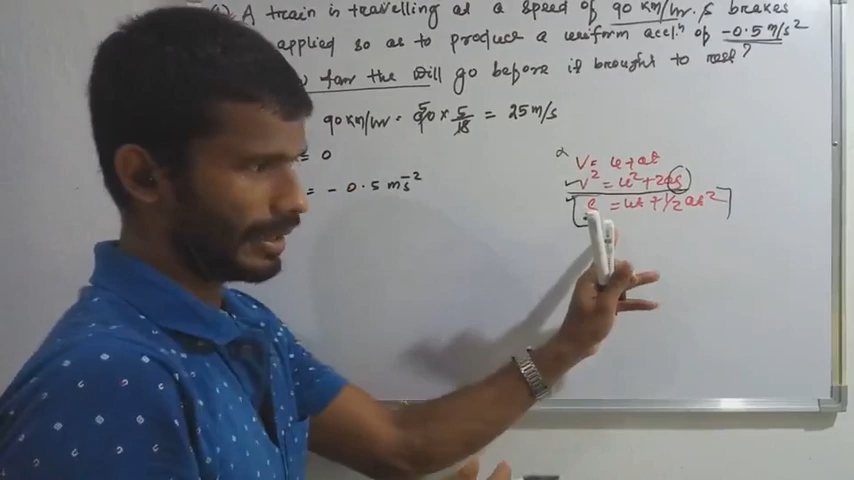 A train is travelling at a speed of 90 km/hr. If brakes
applied so as to produce a uniform accln of -0.5 m/s²
far the will go before it brought to rest?
90 km/hr = 90 × 5/18 = 25 m/s
= 0
= - 0.5 ms⁻²
V = u + at
V² = u² + 2as
s = ut + 1/2 at²